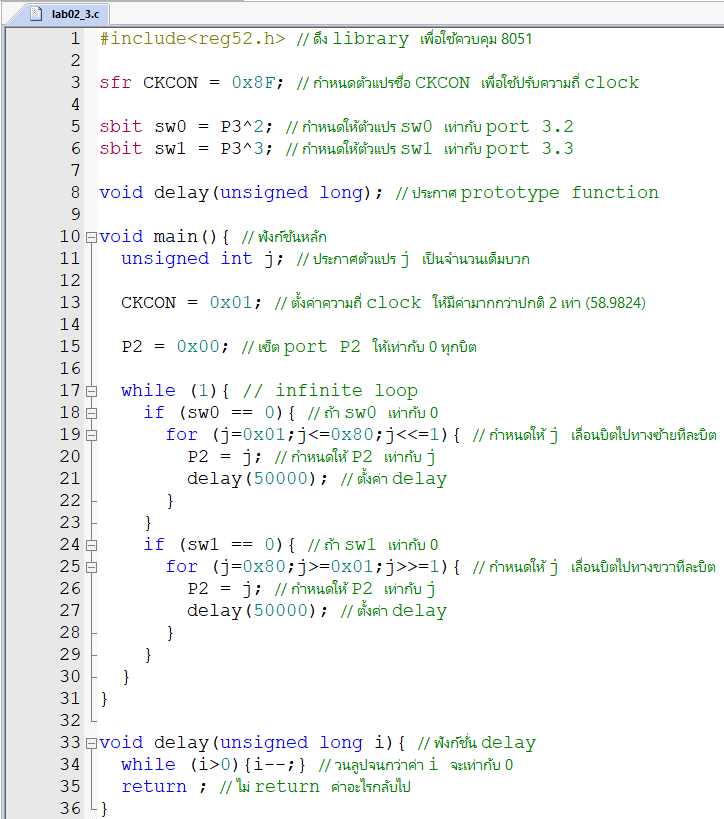 lab02_3.c
1 #include<reg52.h> // ดึง library เพื่อใช้ควบคุม 8051
2
3 sfr CKCON = 0x8F; // กำหนดตัวแปรชื่อ CKCON เพื่อใช้ปรับความถี่ clock
4
5 sbit sw0 = P3^2; // กำหนดให้ตัวแปร sw0 เท่ากับ port 3.2
6 sbit sw1 = P3^3; // กำหนดให้ตัวแปร sw1 เท่ากับ port 3.3
7
8 void delay(unsigned long); // ประกาศ prototype function
9
10 void main(){ // ฟังก์ชันหลัก
11 unsigned int j; // ประกาศตัวแปร j เป็นจำนวนเต็มบวก
12
13 CKCON = 0x01; // ตั้งค่าความถี่ clock ให้มีค่ามากกว่าปกติ 2 เท่า (58.9824)
14
15 P2 = 0x00; // เซ็ต port P2 ให้เท่ากับ 0 ทุกบิต
16
17 while (1){ // infinite loop
18 if (sw0 == 0){ // ถ้า sw0 เท่ากับ 0
19 for (j=0x01;j<=0x80;j<<=1){ // กำหนดให้ j เลื่อนบิตไปทางซ้ายทีละบิต
20 P2 = j; // กำหนดให้ P2 เท่ากับ j
21 delay(50000); // ตั้งค่า delay
22 }
23 }
24 if (sw1 == 0){ // ถ้า sw1 เท่ากับ 0
25 for (j=0x80;j>=0x01;j>>=1){ // กำหนดให้ j เลื่อนบิตไปทางขวาทีละบิต
26 P2 = j; // กำหนดให้ P2 เท่ากับ j
27 delay(50000); // ตั้งค่า delay
28 }
29 }
30 }
31 }
32
33 void delay(unsigned long i){ // ฟังก์ชั่น delay
34 while (i>0){i--;} // วนลูปจนกว่าค่า i จะเท่ากับ 0
35 return ; // ไม่ return ค่าอะไรกลับไป
36 }